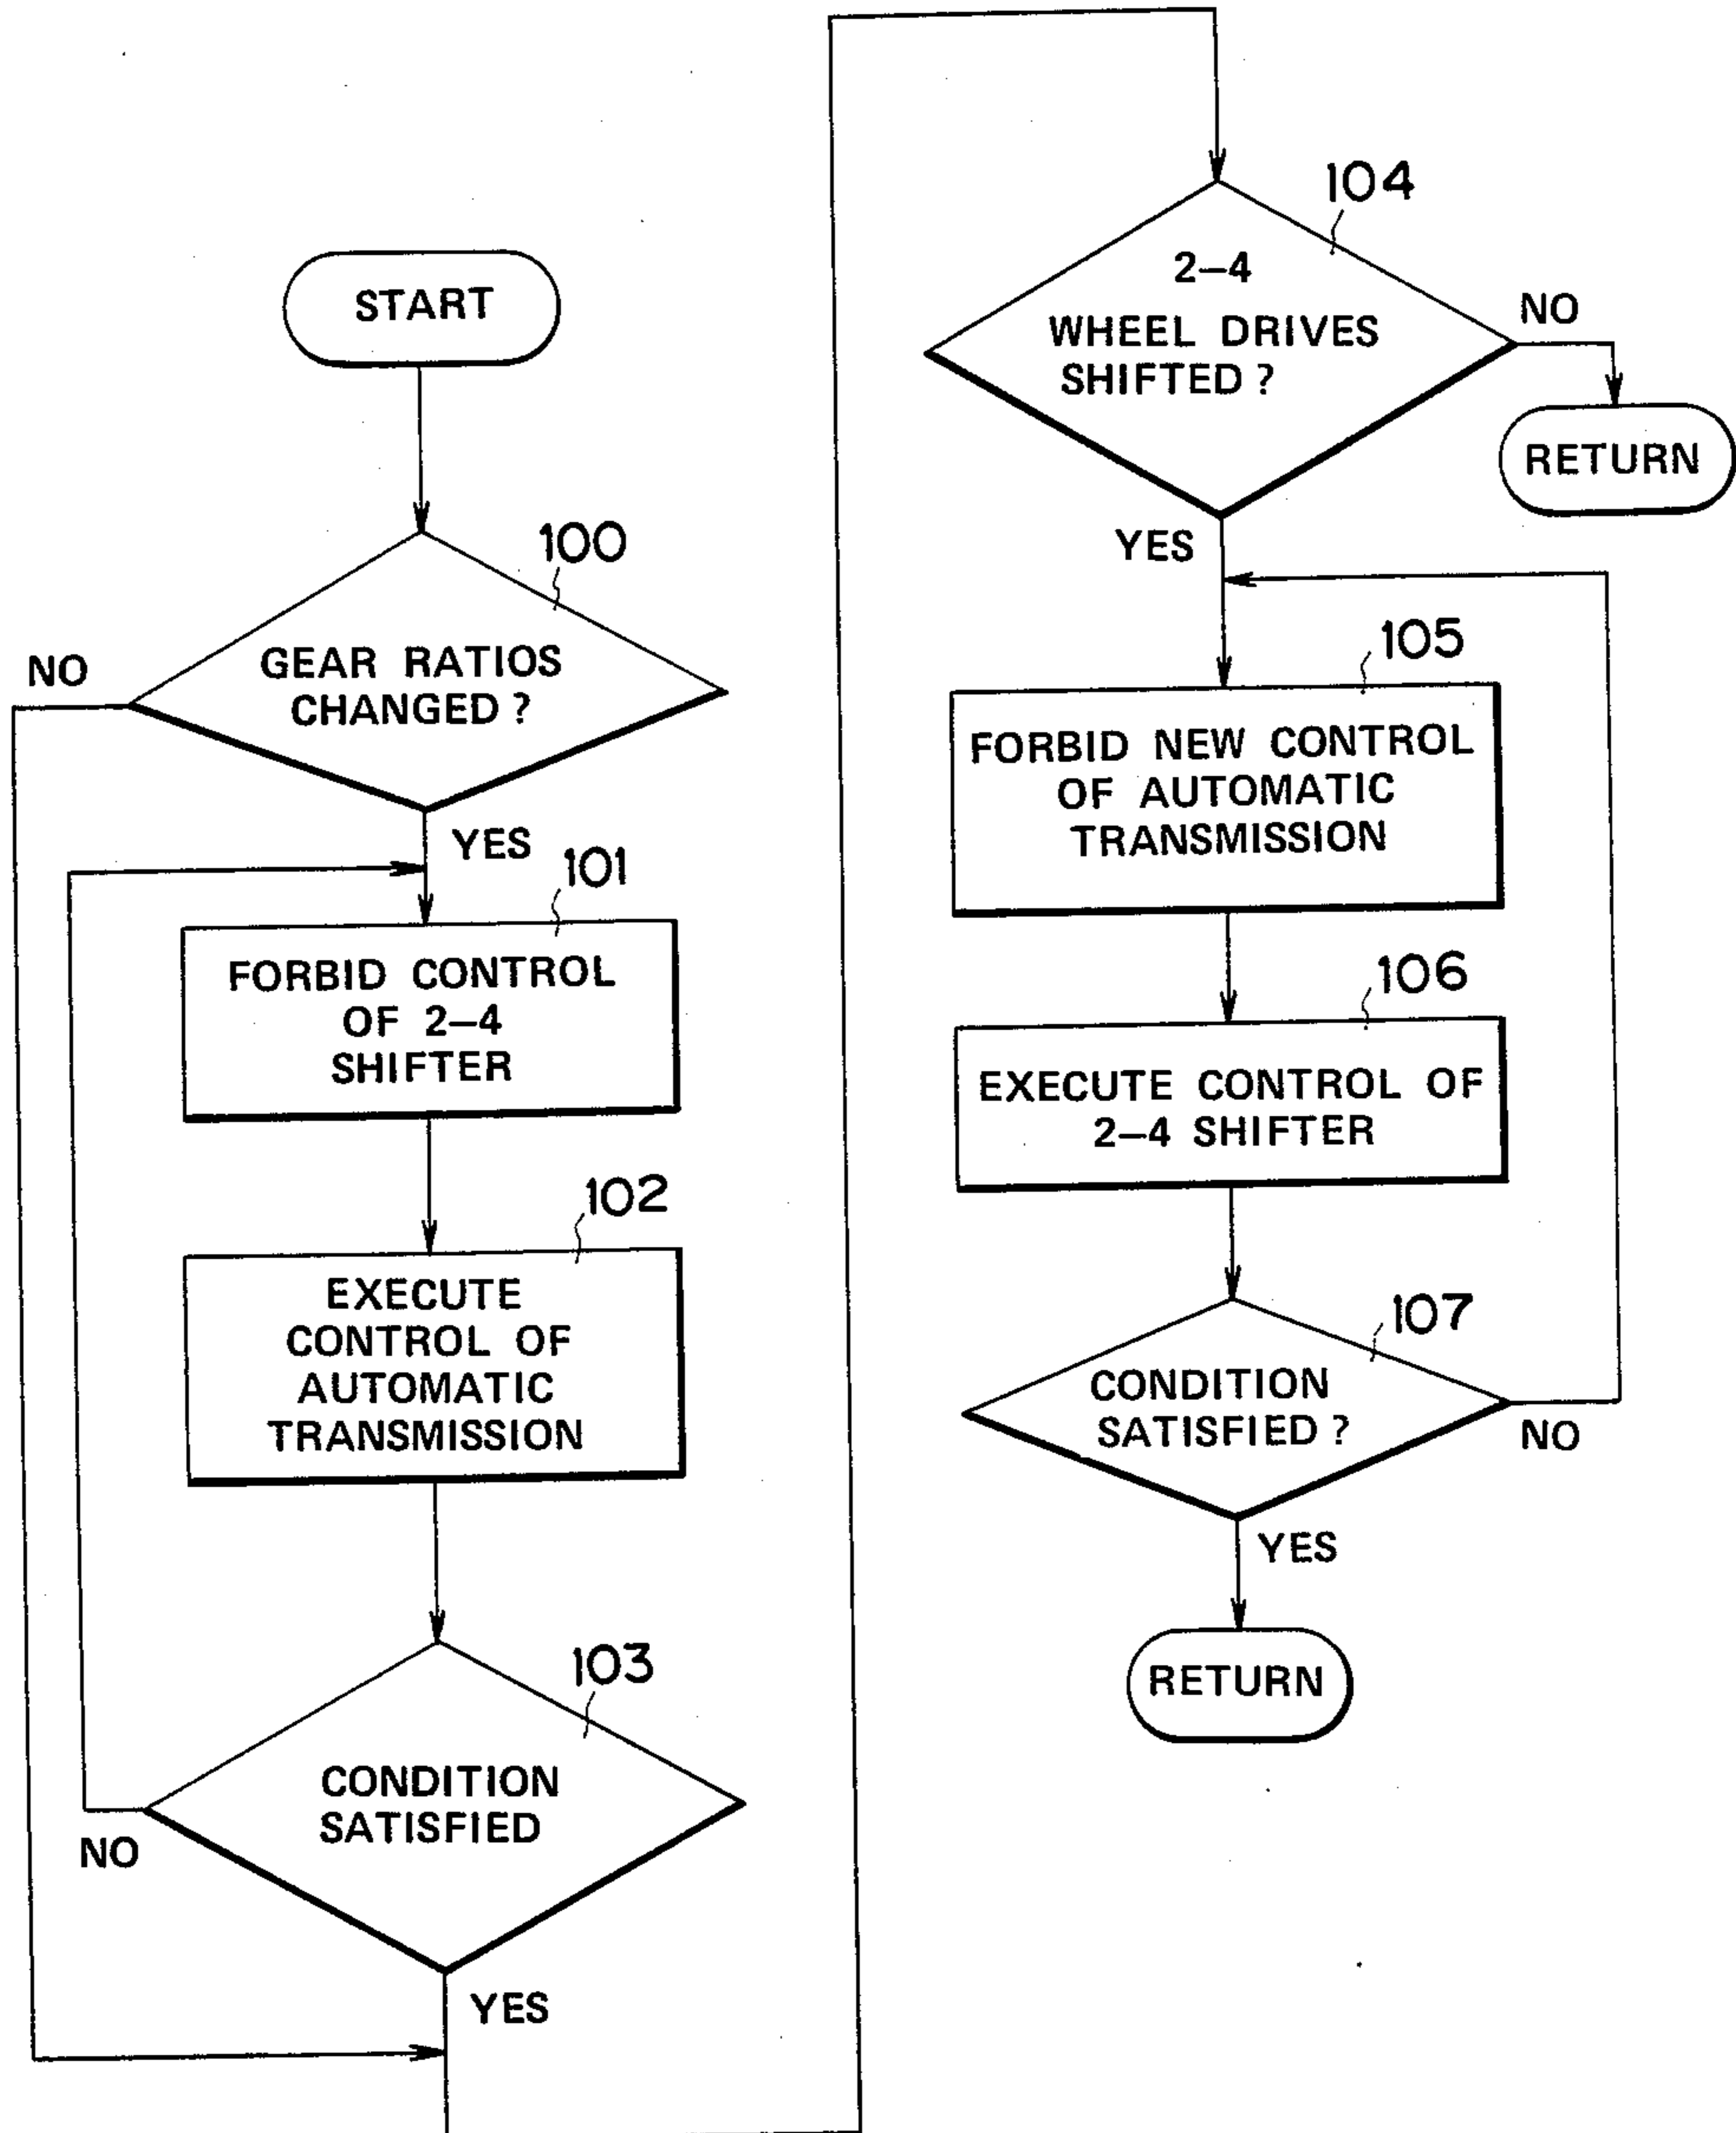 START
100
GEAR RATIOS
CHANGED ?
NO
YES
101
FORBID CONTROL
OF 2–4
SHIFTER
102
EXECUTE
CONTROL OF
AUTOMATIC
TRANSMISSION
103
CONDITION
SATISFIED
NO
YES
104
2–4
WHEEL DRIVES
SHIFTED ?
NO
RETURN
YES
105
FORBID NEW CONTROL
OF AUTOMATIC
TRANSMISSION
106
EXECUTE CONTROL OF
2–4 SHIFTER
107
CONDITION
SATISFIED ?
NO
YES
RETURN